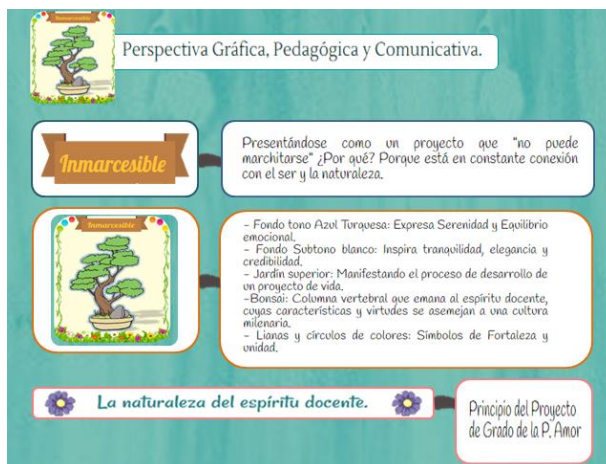 Inmarcesible
Perspectiva Gráfica, Pedagógica y Comunicativa.
Inmarcesible
Presentándose como un proyecto que "no puede
marchitarse" ¿Por qué? Porque está en constante conexión
con el ser y la naturaleza.
Inmarcesible
- Fondo tono Azul Turquesa: Expresa Serenidad y Equilibrio
emocional.
- Fondo Subtono blanco: Inspira tranquilidad, elegancia y
credibilidad.
- Jardín superior: Manifestando el proceso de desarrollo de
un proyecto de vida.
-Bonsai: Columna vertebral que emana al espíritu docente,
cuyas características y virtudes se asemejan a una cultura
milenaria.
- Lianas y círculos de colores: Símbolos de Fortaleza y
unidad.
La naturaleza del espíritu docente.
Principio del Proyecto
de Grado de la P. Amor